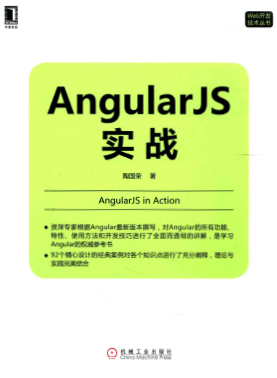 Web开发
技术丛书
AngularJS
实战
陶国荣 著
AngularJS in Action
资深专家根据Angular最新版本撰写，对Angular的所有功能、
特性、使用方法和开发技巧进行了全面而透彻的讲解，是学习
Angular的权威参考书
92个精心设计的经典案例对各个知识点进行了充分阐释，理论与
实践完美结合
机械工业出版社
China Machine Press